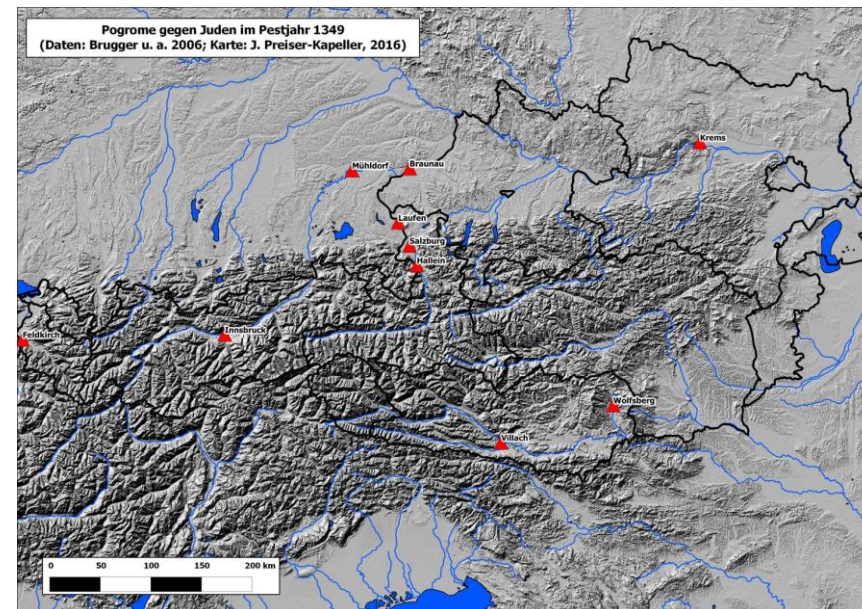 Pogrome gegen Juden im Pestjahr 1349
(Daten: Brugger u. a. 2006; Karte: J. Preiser-Kapeller, 2016)
Krems
Mühldorf
Braunau
Laufen
Salzburg
Hallein
Feldkirch
Innsbruck
Wolfsberg
Villach
0 50 100 150 200 km